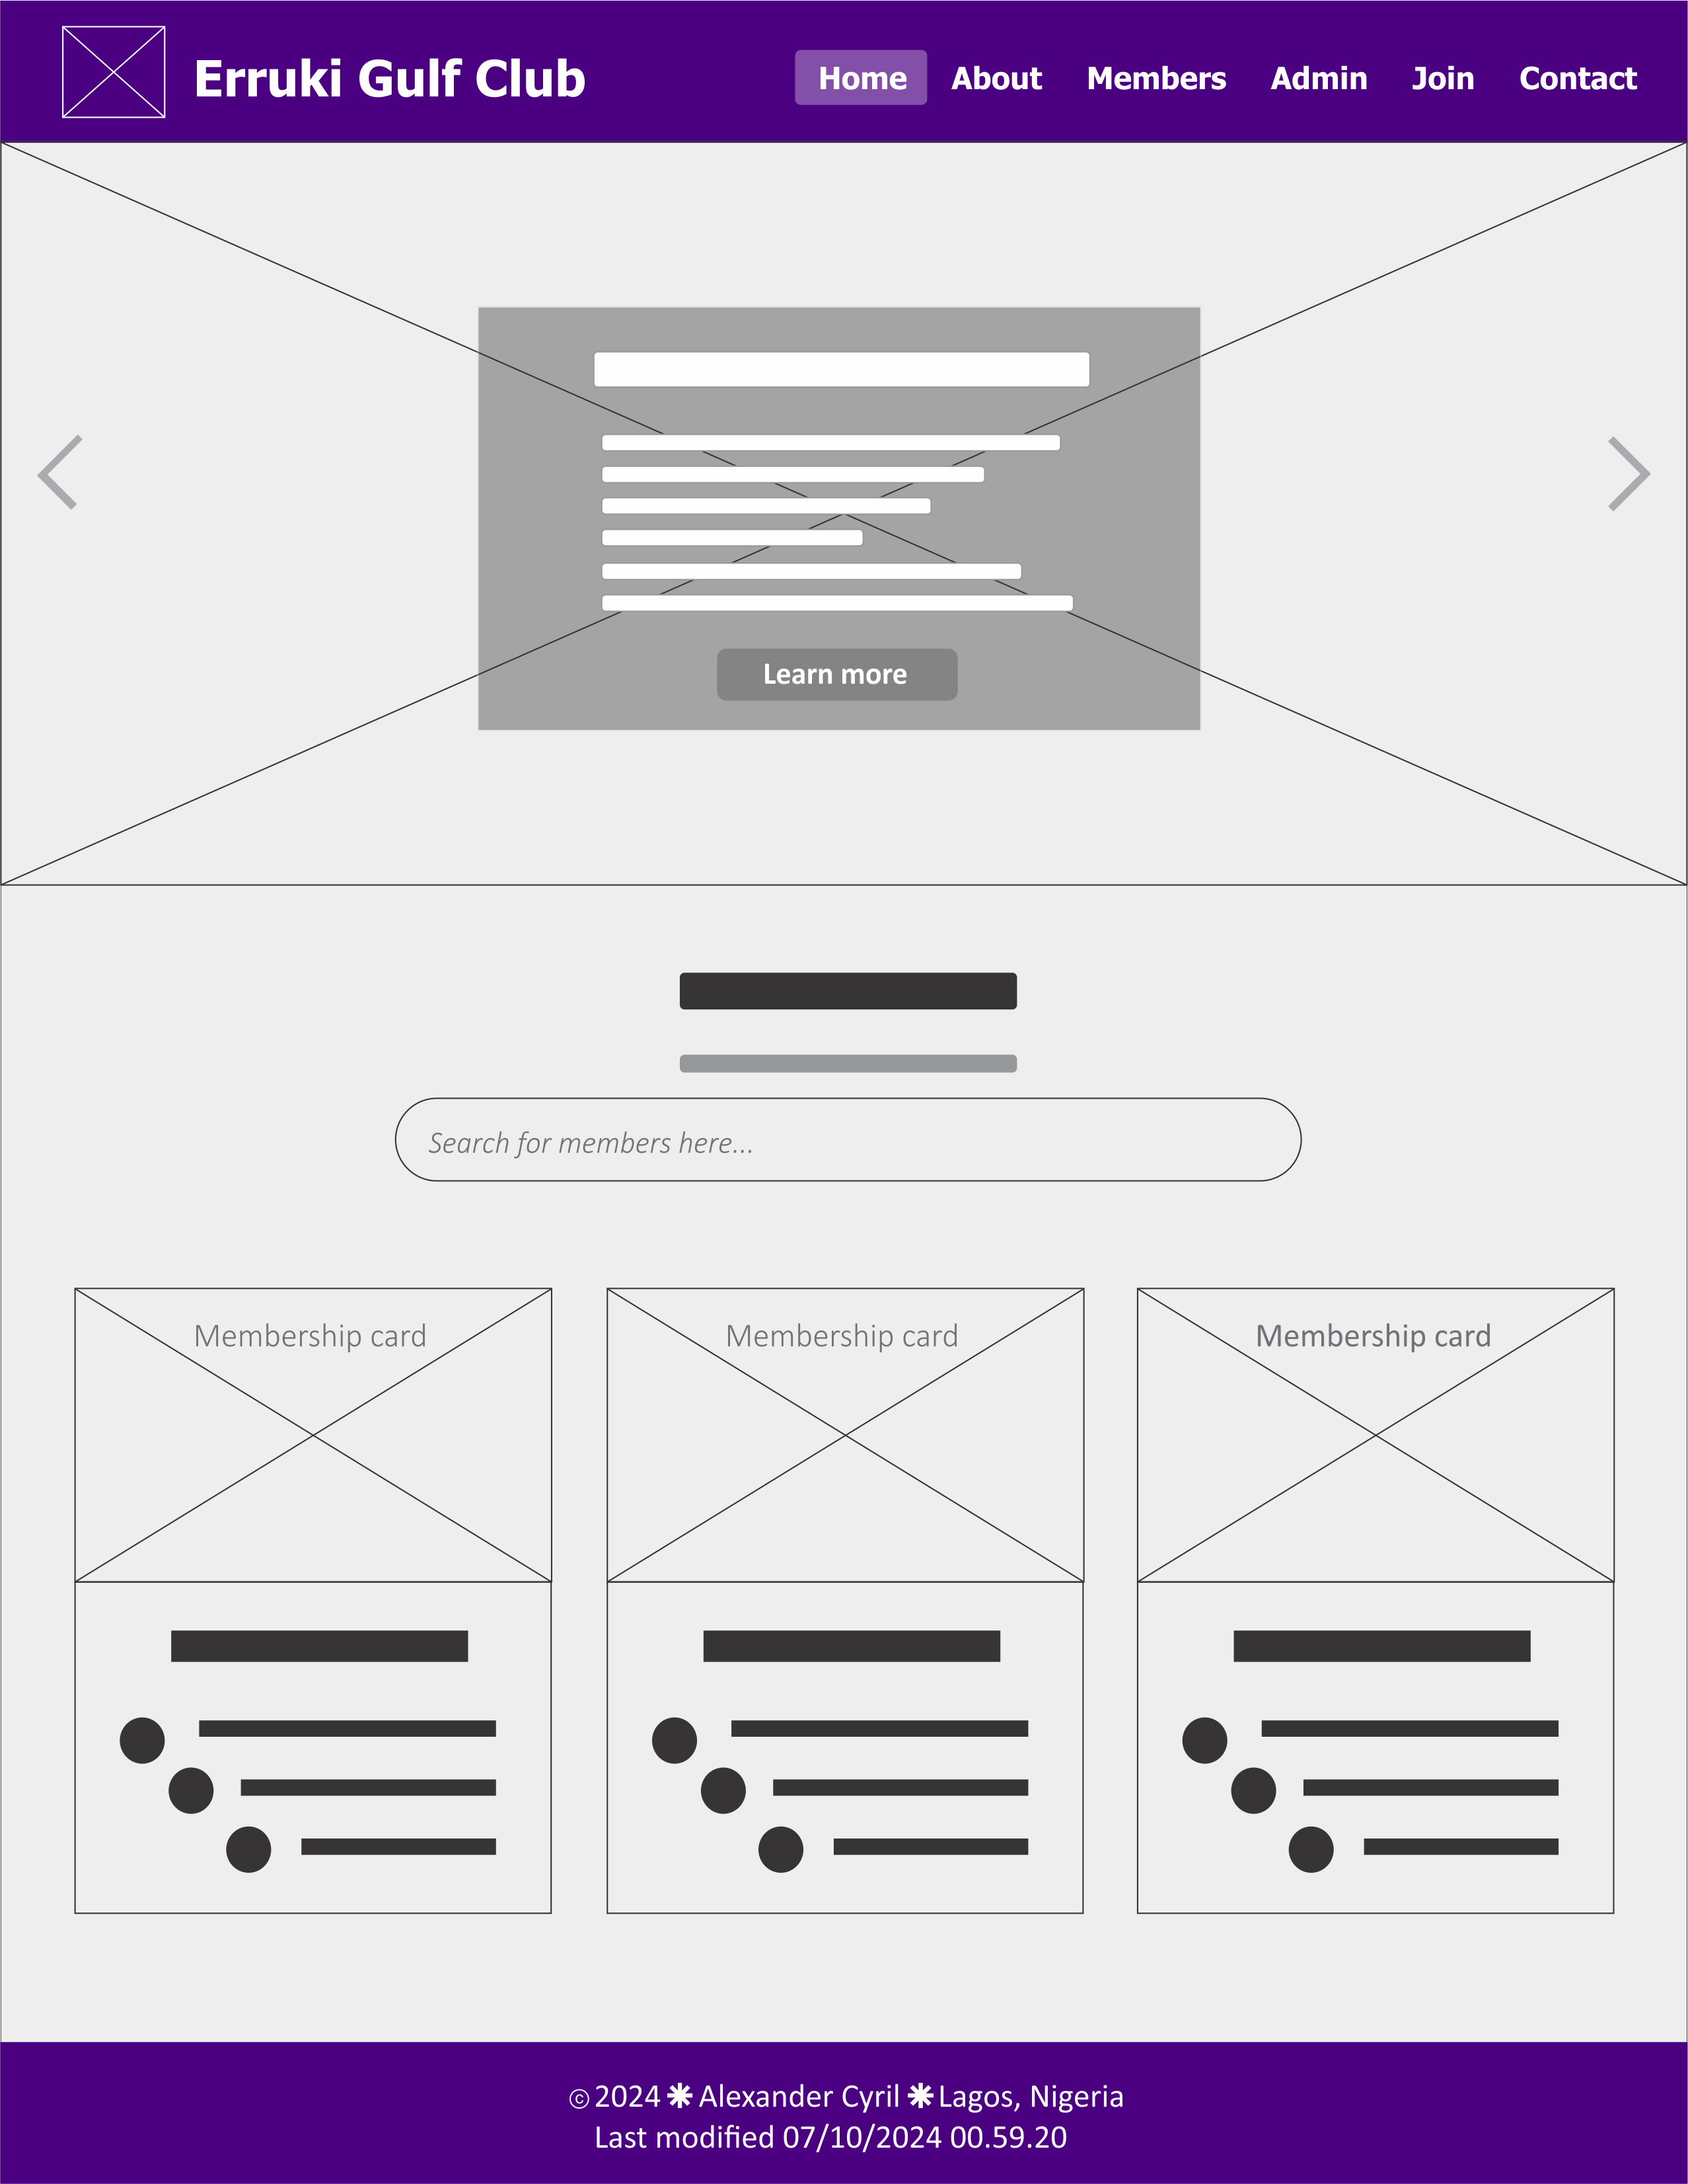 Erruki Gulf Club
Home About Members Admin Join Contact
Learn more
Search for members here...
Membership card
Membership card
Membership card
© 2024 ✱ Alexander Cyril ✱ Lagos, Nigeria
Last modified 07/10/2024 00.59.20